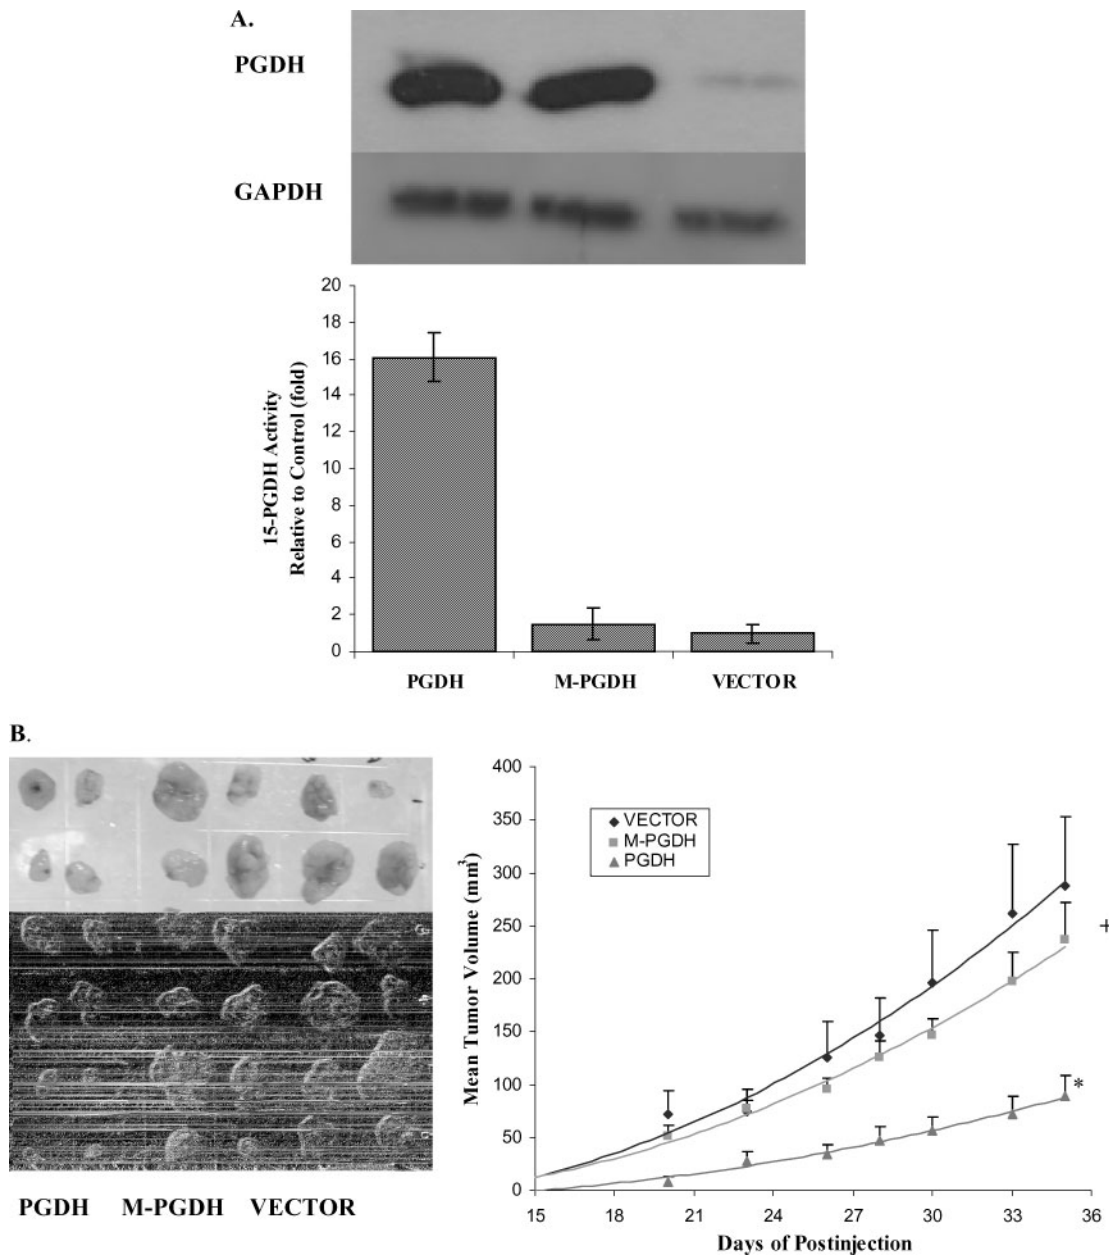 A.
PGDH
GAPDH
20
18
16
14
12
10
8
6
4
2
0
15-PGDH Activity
Relative to Control (fold)
PGDH M-PGDH VECTOR
B.
PGDH M-PGDH VECTOR
400
350
300
250
200
150
100
50
0
Mean Tumor Volume (mm³)
VECTOR
M-PGDH
PGDH
+
*
15 18 21 24 27 30 33 36
Days of Postinjection